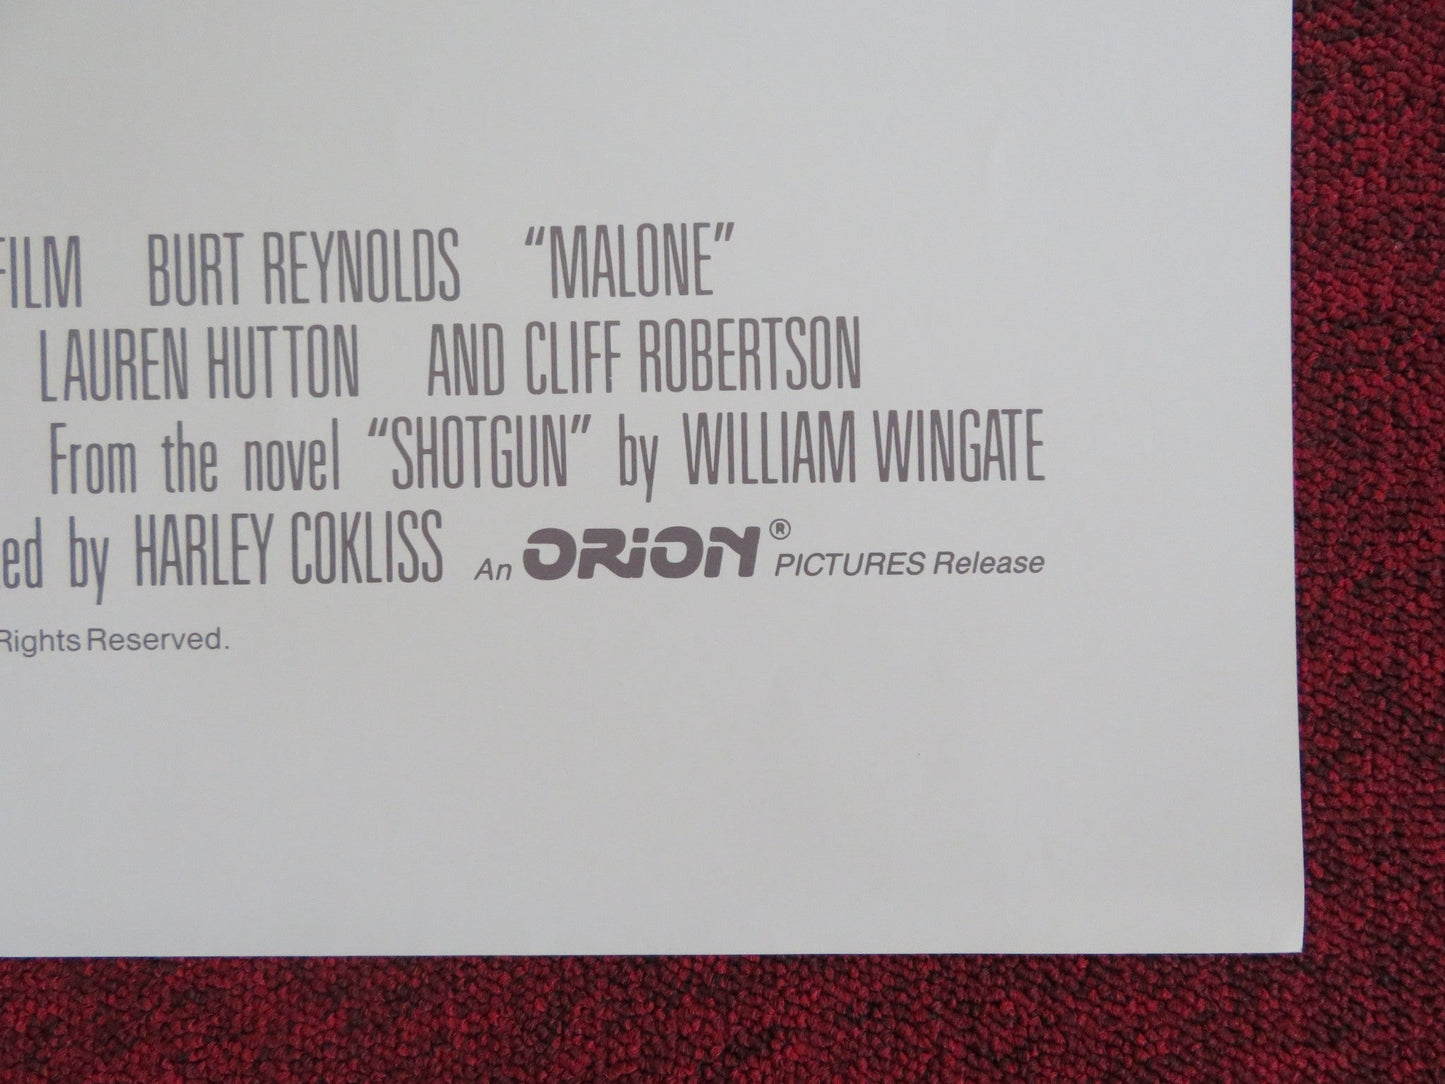 FILM BURT REYNOLDS “MALONE”
LAUREN HUTTON AND CLIFF ROBERTSON
From the novel “SHOTGUN” by WILLIAM WINGATE
ed by HARLEY COKLISS An ORION® PICTURES Release
Rights Reserved.